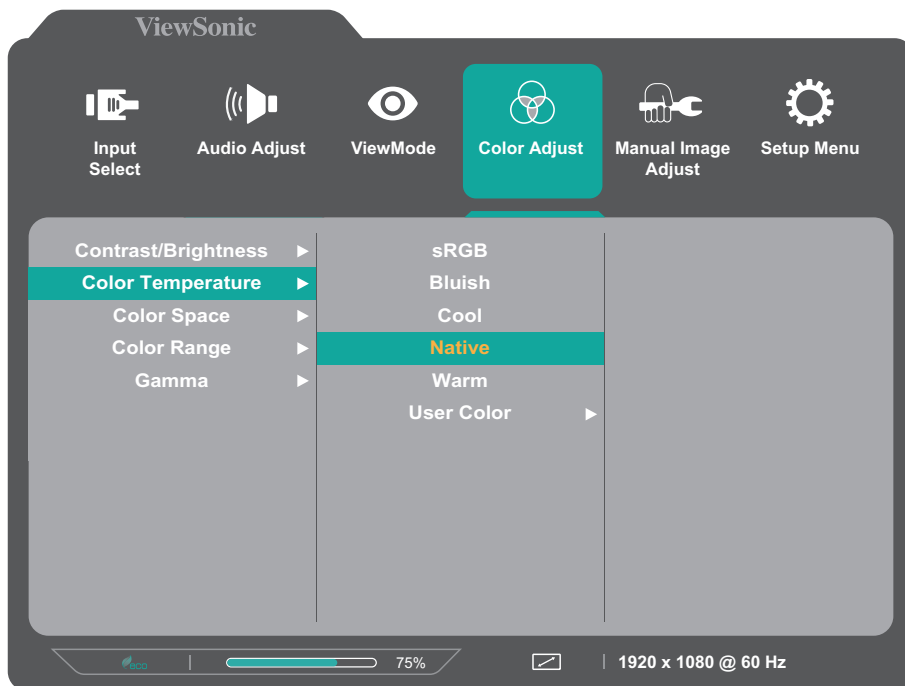 ViewSonic
Input
Select
Audio Adjust
ViewMode
Color Adjust
Manual Image
Adjust
Setup Menu
Contrast/Brightness
Color Temperature
Color Space
Color Range
Gamma
sRGB
Bluish
Cool
Native
Warm
User Color
eco
75%
1920 x 1080 @ 60 Hz